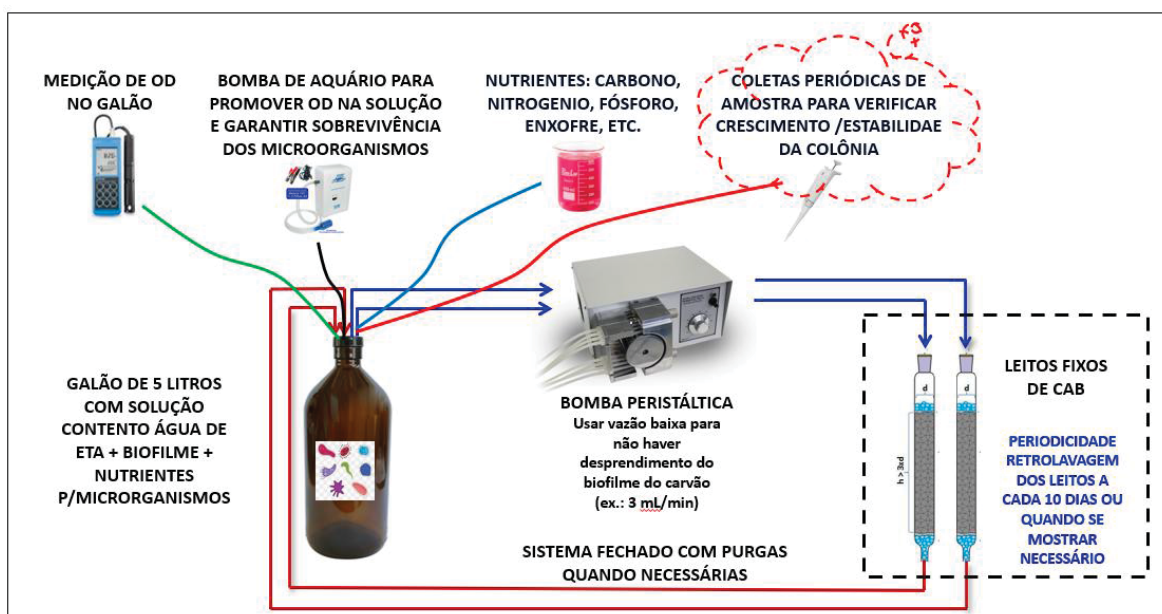 MEDIÇÃO DE OD
NO GALÃO
BOMBA DE AQUÁRIO PARA
PROMOVER OD NA SOLUÇÃO
E GARANTIR SOBREVIVÊNCIA
DOS MICROORGANISMOS
NUTRIENTES: CARBONO,
NITROGENIO, FÓSFORO,
ENXOFRE, ETC.
COLETAS PERIÓDICAS DE
AMOSTRA PARA VERIFICAR
CRESCIMENTO /ESTABILIDAE
DA COLÔNIA
GALÃO DE 5 LITROS
COM SOLUÇÃO
CONTENTO ÁGUA DE
ETA + BIOFILME +
NUTRIENTES
P/MICRORGANISMOS
BOMBA PERISTÁLTICA
Usar vazão baixa para
não haver
desprendimento do
biofilme do carvão
(ex.: 3 mL/min)
d
d
h > 3xd
LEITOS FIXOS
DE CAB
PERIODICIDADE
RETROLAVAGEM
DOS LEITOS A
CADA 10 DIAS OU
QUANDO SE
MOSTRAR
NECESSÁRIO
SISTEMA FECHADO COM PURGAS
QUANDO NECESSÁRIAS